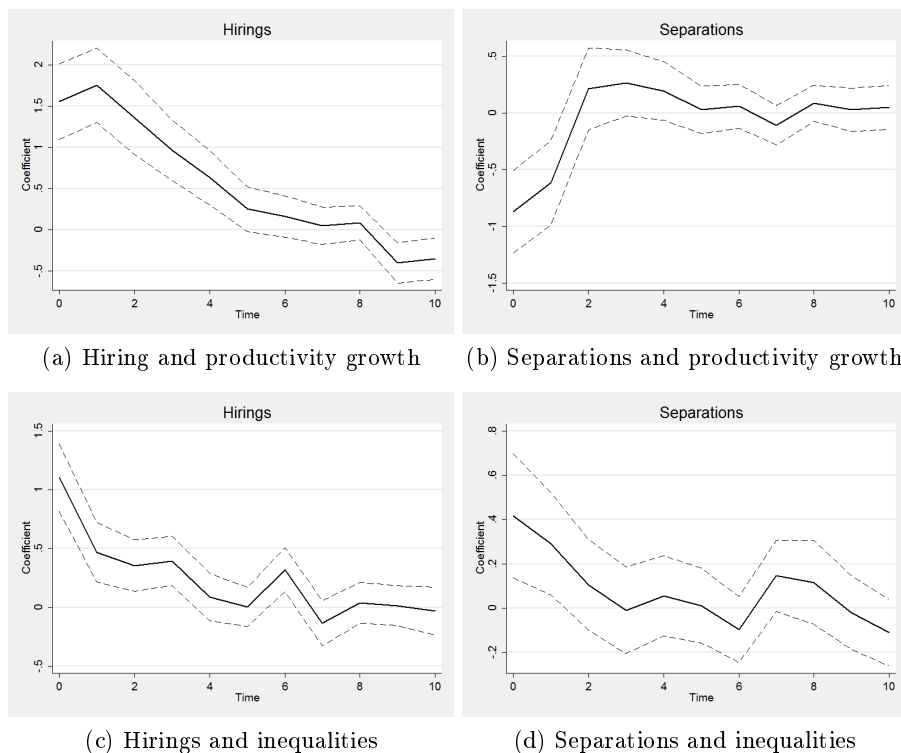 Hirings
Coefficient
2
1.5
1
.5
0
-.5
0 2 4 6 8 10
Time
Separations
Coefficient
.5
0
-.5
-1
-1.5
0 2 4 6 8 10
Time
(a) Hiring and productivity growth
(b) Separations and productivity growth
Hirings
Coefficient
1.5
1
.5
0
-.5
0 2 4 6 8 10
Time
Separations
Coefficient
.8
.6
.4
.2
0
-.2
0 2 4 6 8 10
Time
(c) Hirings and inequalities
(d) Separations and inequalities